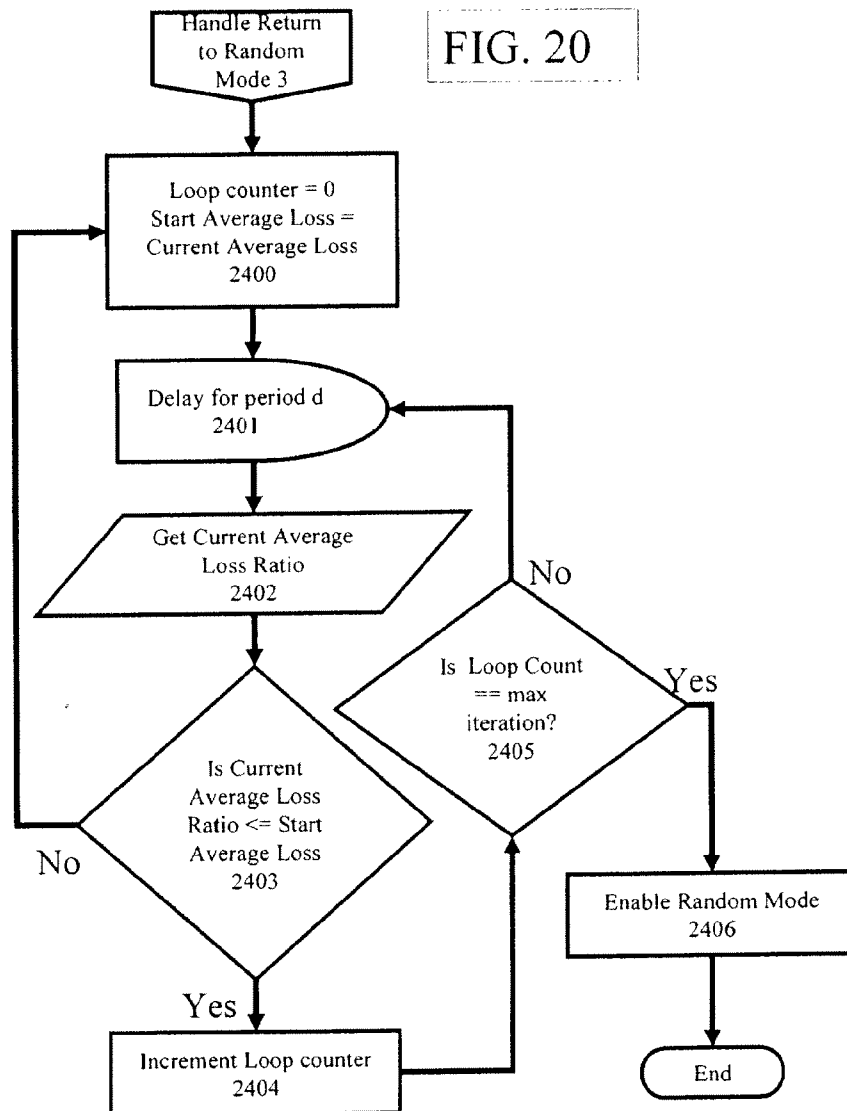 Handle Return
to Random
Mode 3
FIG. 20
Loop counter = 0
Start Average Loss =
Current Average Loss
2400
Delay for period d
2401
Get Current Average
Loss Ratio
2402
No
Is Loop Count
== max
iteration?
2405
Yes
Is Current
Average Loss
Ratio <= Start
Average Loss
2403
No
Enable Random Mode
2406
Yes
Increment Loop counter
2404
End